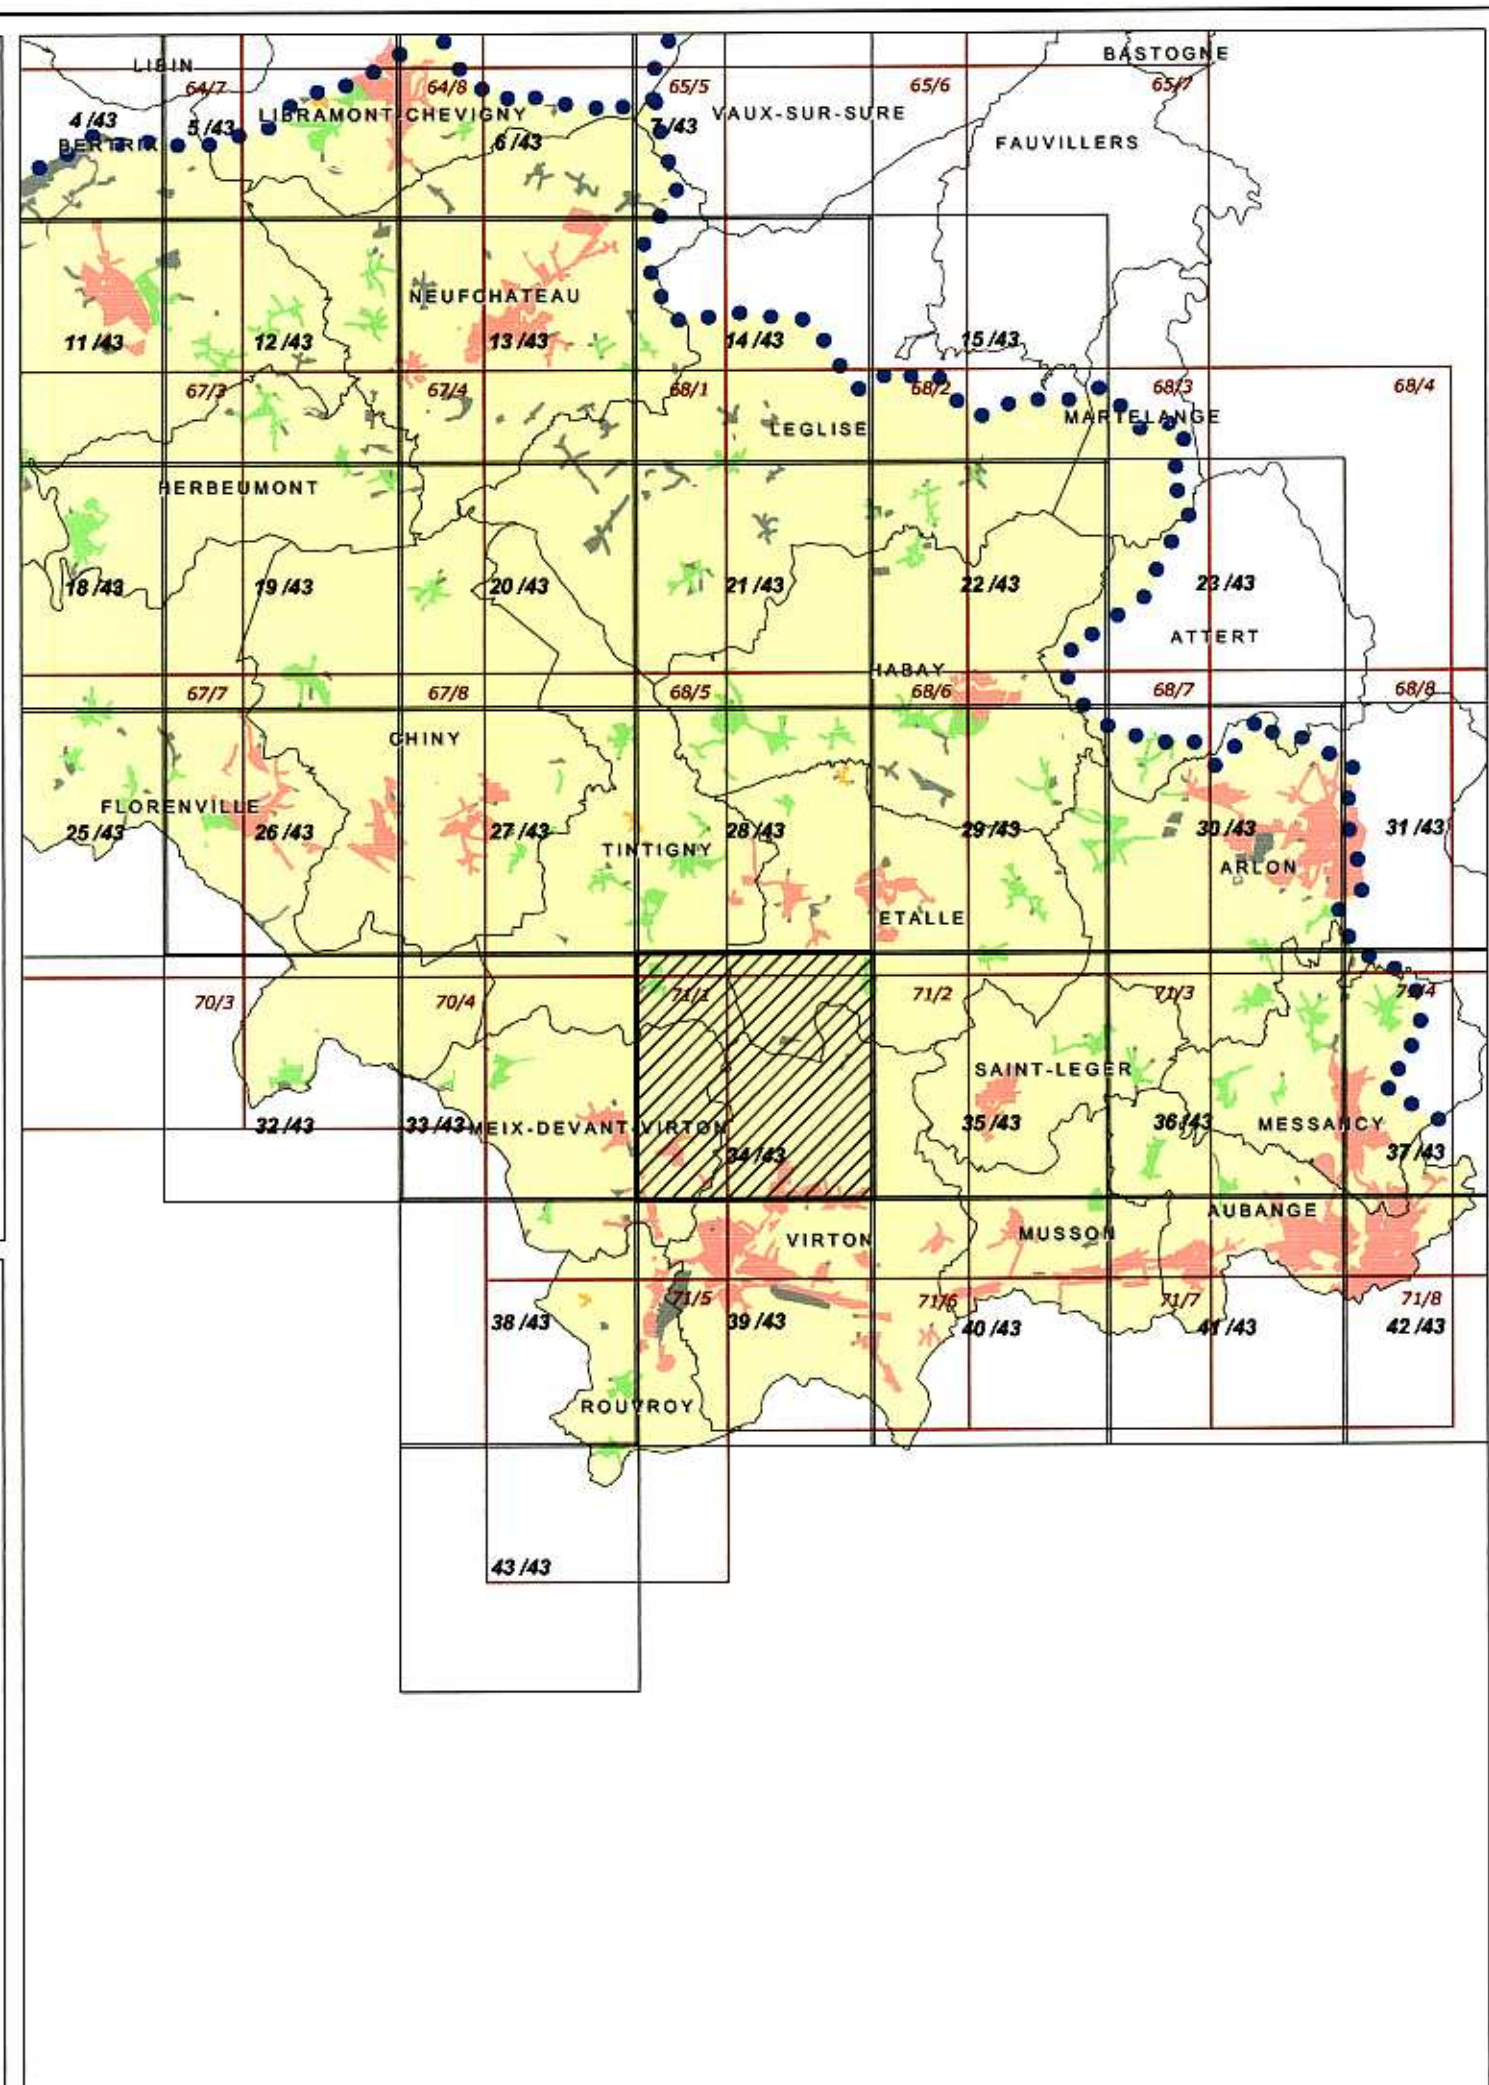 BASTOGNE
LIBIN
64/7
64/8
65/5
65/6
65/7
4 /43
5 /43
LIBRAMONT-CHEVIGNY
7 /43
VAUX-SUR-SURE
BERTRIX
6 /43
FAUVILLERS
NEUFCHATEAU
11 /43
12 /43
13 /43
14 /43
15 /43
67/3
67/4
68/1
68/2
68/3
68/4
LEGLISE
MARTELANGE
HERBEUMONT
18 /43
19 /43
20 /43
21 /43
22 /43
23 /43
ATTERT
HABAY
67/7
67/8
68/5
68/6
68/7
68/8
CHINY
FLORENVILLE
25 /43
26 /43
27 /43
28 /43
29 /43
30 /43
31 /43
TINTIGNY
ARLON
ETALLE
70/3
70/4
71/1
71/2
71/3
71/4
SAINT-LEGER
32 /43
33 /43
MEIX-DEVANT-VIRTON
34 /43
35 /43
36 /43
MESSANCY
37 /43
AUBANGE
VIRTON
MUSSON
71/5
71/6
71/7
71/8
38 /43
39 /43
40 /43
41 /43
42 /43
ROUVROY
43 /43